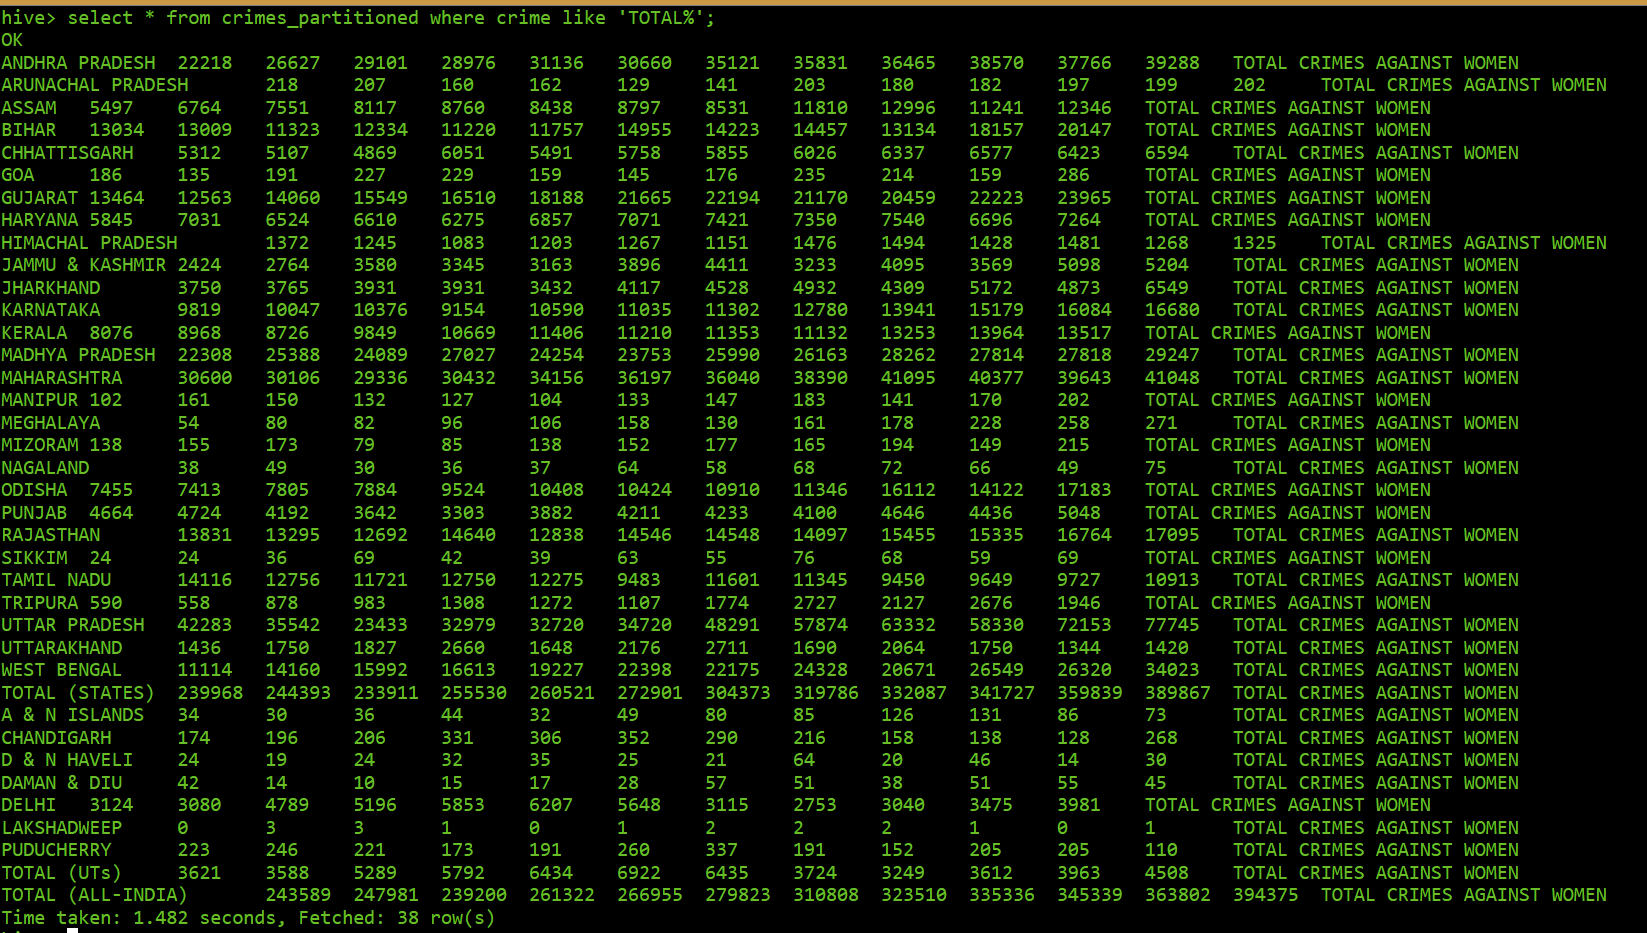 hive> select * from crimes_partitioned where crime like 'TOTAL%';
OK
ANDHRA PRADESH 22218 26627 29101 28976 31136 30660 35121 35831 36465 38570 37766 39288 TOTAL CRIMES AGAINST WOMEN
ARUNACHAL PRADESH 218 207 160 162 129 141 203 180 182 197 199 202 TOTAL CRIMES AGAINST WOMEN
ASSAM 5497 6764 7551 8117 8760 8438 8797 8531 11810 12996 11241 12346 TOTAL CRIMES AGAINST WOMEN
BIHAR 13034 13009 11323 12334 11220 11757 14955 14223 14457 13134 18157 20147 TOTAL CRIMES AGAINST WOMEN
CHHATTISGARH 5312 5107 4869 6051 5491 5758 5855 6026 6337 6577 6423 6594 TOTAL CRIMES AGAINST WOMEN
GOA 186 135 191 227 229 159 145 176 235 214 159 286 TOTAL CRIMES AGAINST WOMEN
GUJARAT 13464 12563 14060 15549 16510 18188 21665 22194 21170 20459 22223 23965 TOTAL CRIMES AGAINST WOMEN
HARYANA 5845 7031 6524 6610 6275 6857 7071 7421 7350 7540 6696 7264 TOTAL CRIMES AGAINST WOMEN
HIMACHAL PRADESH 1372 1245 1083 1203 1267 1151 1476 1494 1428 1481 1268 1325 TOTAL CRIMES AGAINST WOMEN
JAMMU & KASHMIR 2424 2764 3580 3345 3163 3896 4411 3233 4095 3569 5098 5204 TOTAL CRIMES AGAINST WOMEN
JHARKHAND 3750 3765 3931 3931 3432 4117 4528 4932 4309 5172 4873 6549 TOTAL CRIMES AGAINST WOMEN
KARNATAKA 9819 10047 10376 9154 10590 11035 11302 12780 13941 15179 16084 16680 TOTAL CRIMES AGAINST WOMEN
KERALA 8076 8968 8726 9849 10669 11406 11210 11353 11132 13253 13964 13517 TOTAL CRIMES AGAINST WOMEN
MADHYA PRADESH 22308 25388 24089 27027 24254 23753 25990 26163 28262 27814 27818 29247 TOTAL CRIMES AGAINST WOMEN
MAHARASHTRA 30600 30106 29336 30432 34156 36197 36040 38390 41095 40377 39643 41048 TOTAL CRIMES AGAINST WOMEN
MANIPUR 102 161 150 132 127 104 133 147 183 141 170 202 TOTAL CRIMES AGAINST WOMEN
MEGHALAYA 54 80 82 96 106 158 130 161 178 228 258 271 TOTAL CRIMES AGAINST WOMEN
MIZORAM 138 155 173 79 85 138 152 177 165 194 149 215 TOTAL CRIMES AGAINST WOMEN
NAGALAND 38 49 30 36 37 64 58 68 72 66 49 75 TOTAL CRIMES AGAINST WOMEN
ODISHA 7455 7413 7805 7884 9524 10408 10424 10910 11346 16112 14122 17183 TOTAL CRIMES AGAINST WOMEN
PUNJAB 4664 4724 4192 3642 3303 3882 4211 4233 4100 4646 4436 5048 TOTAL CRIMES AGAINST WOMEN
RAJASTHAN 13831 13295 12692 14640 12838 14546 14548 14097 15455 15335 16764 17095 TOTAL CRIMES AGAINST WOMEN
SIKKIM 24 24 36 69 42 39 63 55 76 68 59 69 TOTAL CRIMES AGAINST WOMEN
TAMIL NADU 14116 12756 11721 12750 12275 9483 11601 11345 9450 9649 9727 10913 TOTAL CRIMES AGAINST WOMEN
TRIPURA 590 558 878 983 1308 1272 1107 1774 2727 2127 2676 1946 TOTAL CRIMES AGAINST WOMEN
UTTAR PRADESH 42283 35542 23433 32979 32720 34720 48291 57874 63332 58330 72153 77745 TOTAL CRIMES AGAINST WOMEN
UTTARAKHAND 1436 1750 1827 2660 1648 2176 2711 1690 2064 1750 1344 1420 TOTAL CRIMES AGAINST WOMEN
WEST BENGAL 11114 14160 15992 16613 19227 22398 22175 24328 20671 26549 26320 34023 TOTAL CRIMES AGAINST WOMEN
TOTAL (STATES) 239968 244393 233911 255530 260521 272901 304373 319786 332087 341727 359839 389867 TOTAL CRIMES AGAINST WOMEN
A & N ISLANDS 34 30 36 44 32 49 80 85 126 131 86 73 TOTAL CRIMES AGAINST WOMEN
CHANDIGARH 174 196 206 331 306 352 290 216 158 138 128 268 TOTAL CRIMES AGAINST WOMEN
D & N HAVELI 24 19 24 32 35 25 21 64 20 46 14 30 TOTAL CRIMES AGAINST WOMEN
DAMAN & DIU 42 14 10 15 17 28 57 51 38 51 55 45 TOTAL CRIMES AGAINST WOMEN
DELHI 3124 3080 4789 5196 5853 6207 5648 3115 2753 3040 3475 3981 TOTAL CRIMES AGAINST WOMEN
LAKSHADWEEP 0 3 3 1 0 1 2 2 2 1 0 1 TOTAL CRIMES AGAINST WOMEN
PUDUCHERRY 223 246 221 173 191 260 337 191 152 205 205 110 TOTAL CRIMES AGAINST WOMEN
TOTAL (UTs) 3621 3588 5289 5792 6434 6922 6435 3724 3249 3612 3963 4508 TOTAL CRIMES AGAINST WOMEN
TOTAL (ALL-INDIA) 243589 247981 239200 261322 266955 279823 310808 323510 335336 345339 363802 394375 TOTAL CRIMES AGAINST WOMEN
Time taken: 1.482 seconds, Fetched: 38 row(s)